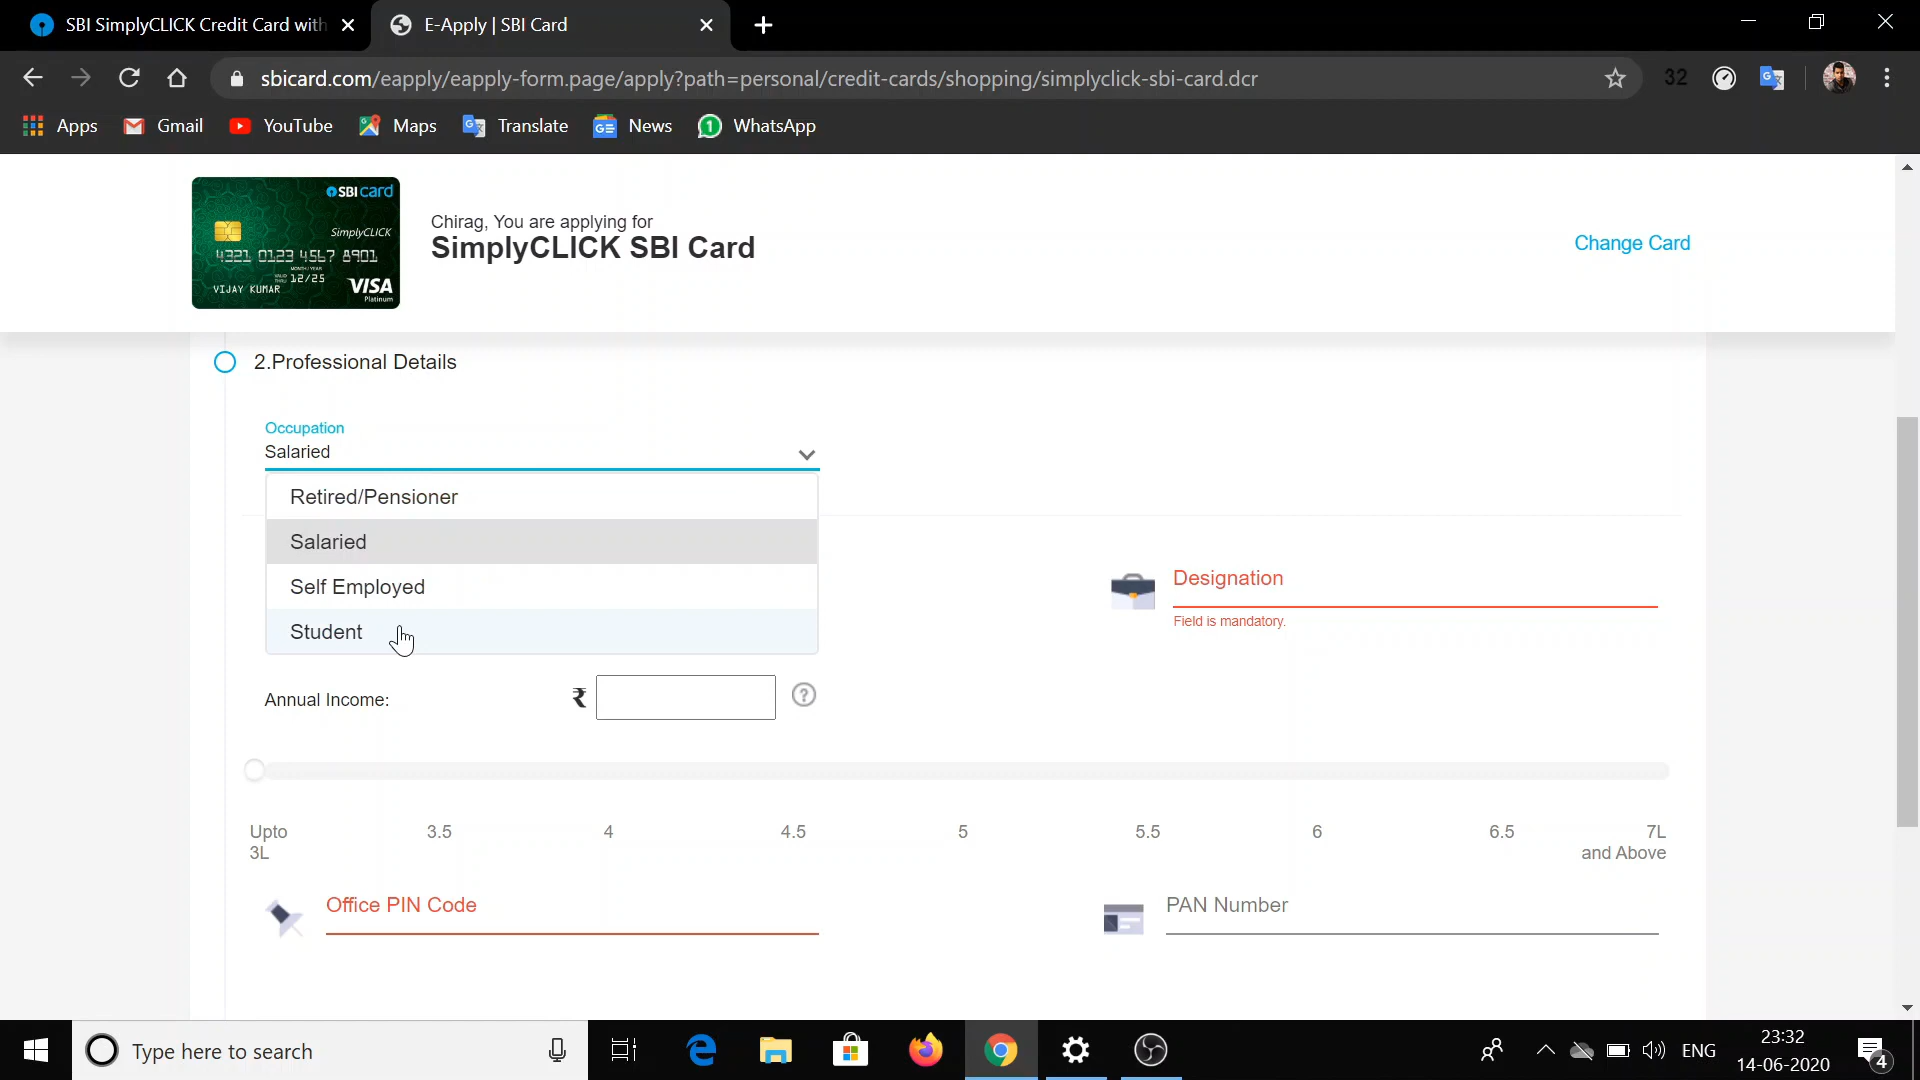 SBI SimplyCLICK Credit Card with
E-Apply | SBI Card
sbicard.com/eapply/eapply-form.page/apply?path=personal/credit-cards/shopping/simplyclick-sbi-card.dcr
32
Apps
Gmail
YouTube
Maps
Translate
News
WhatsApp
SBI card
SimplyCLICK
4321 0123 4567 8901
MONTH/YEAR
VALID THRU 12/25
VIJAY KUMAR
VISA
Platinum
Chirag, You are applying for
SimplyCLICK SBI Card
Change Card
2.Professional Details
Occupation
Salaried
Retired/Pensioner
Salaried
Self Employed
Student
Designation
Field is mandatory.
Annual Income:
₹
?
Upto 3L
3.5
4
4.5
5
5.5
6
6.5
7L and Above
Office PIN Code
PAN Number
Type here to search
ENG
23:32
14-06-2020
4